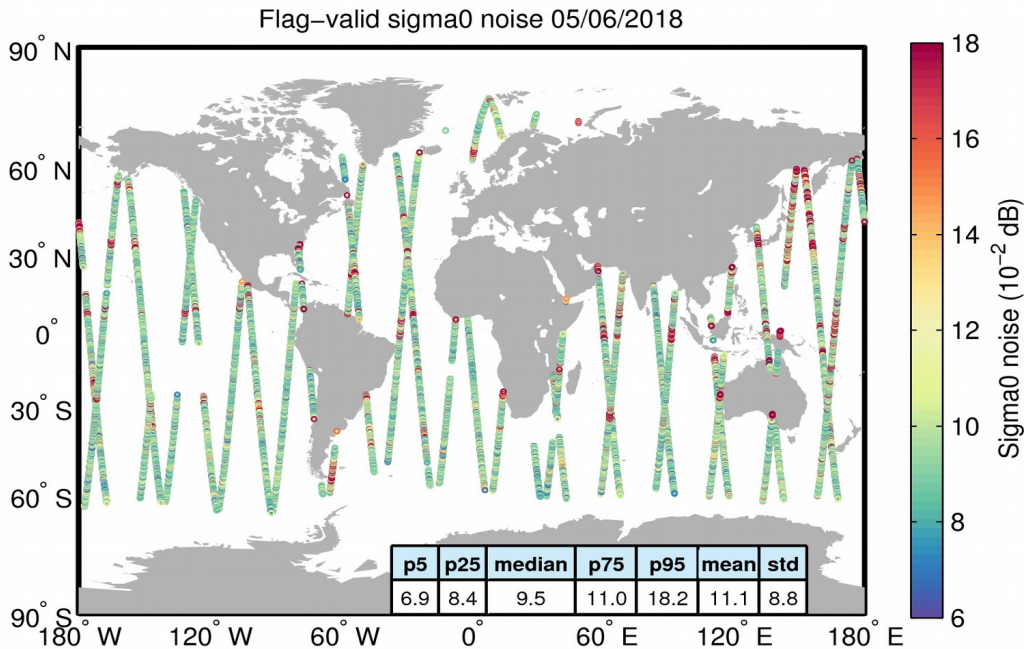 Flag−valid sigma0 noise 05/06/2018
90° N
60° N
30° N
0°
30° S
60° S
90° S
180° W
120° W
60° W
0°
60° E
120° E
180° E
p5 p25 median p75 p95 mean std
6.9 8.4 9.5 11.0 18.2 11.1 8.8
18
16
14
12
10
8
6
Sigma0 noise (10⁻² dB)